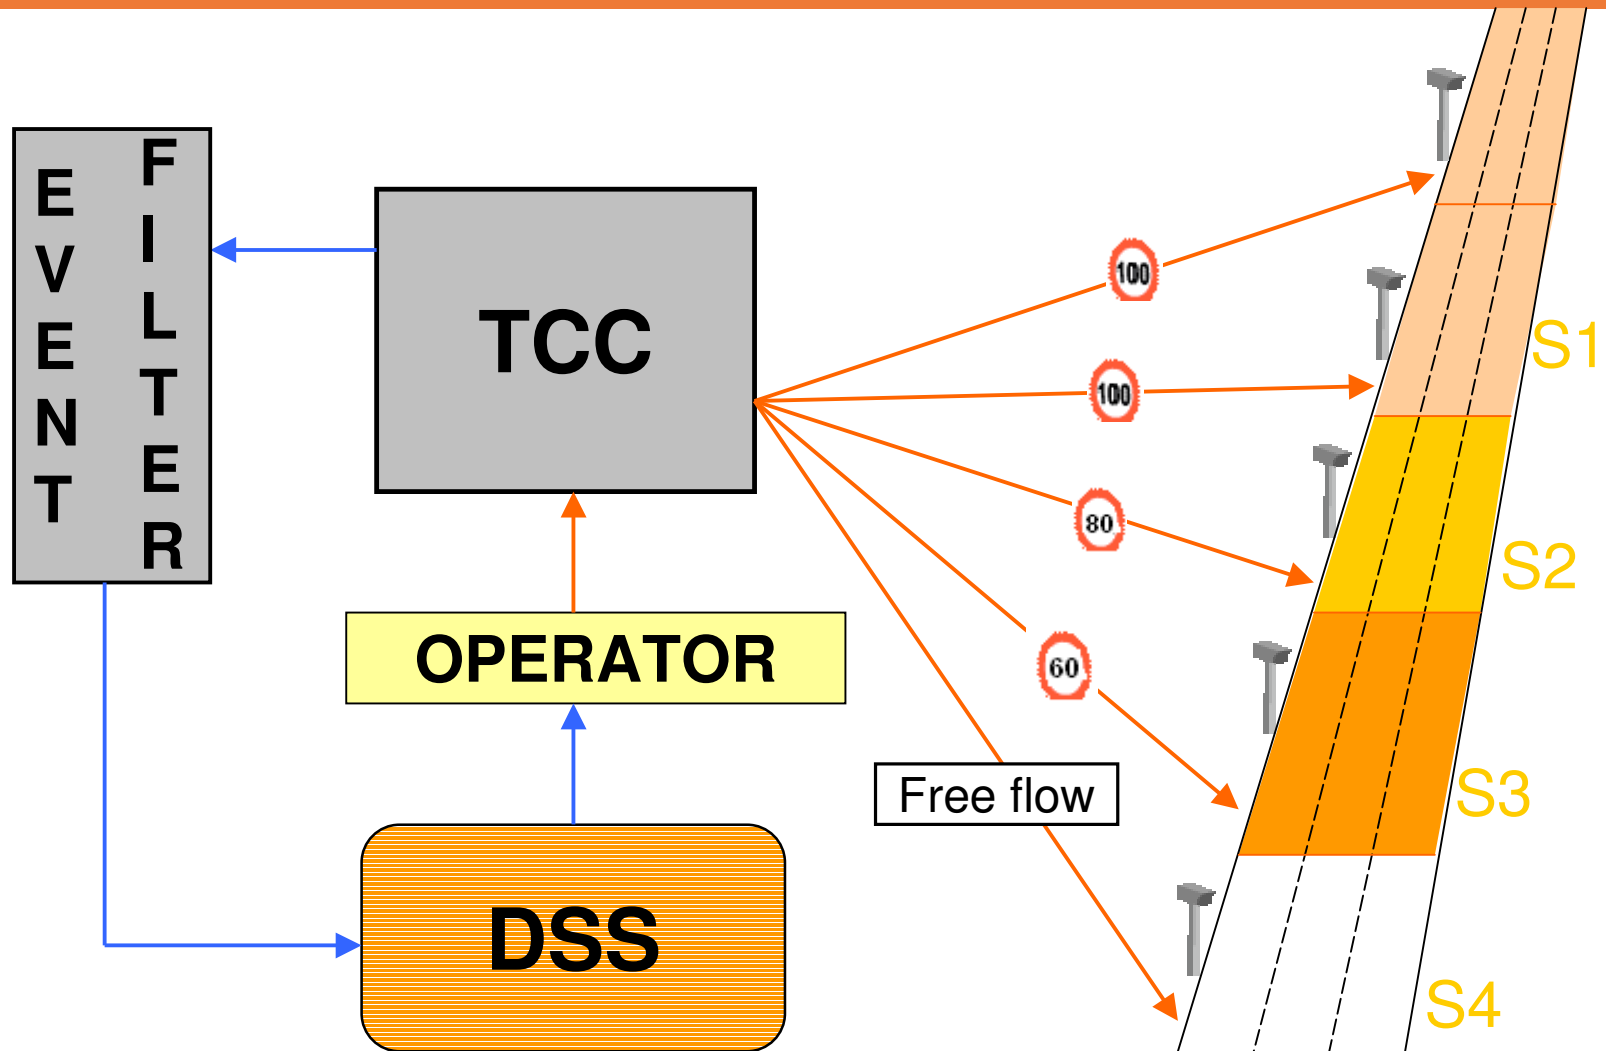 EVENT
FILTER
TCC
100
100
S1
80
S2
OPERATOR
60
Free flow
S3
DSS
S4